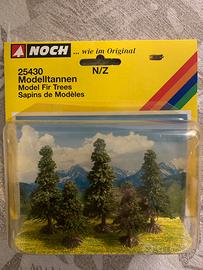 NOCH
... wie im Original
25430
N/Z
Modelltannen
Model Fir Trees
Sapins de Modèles